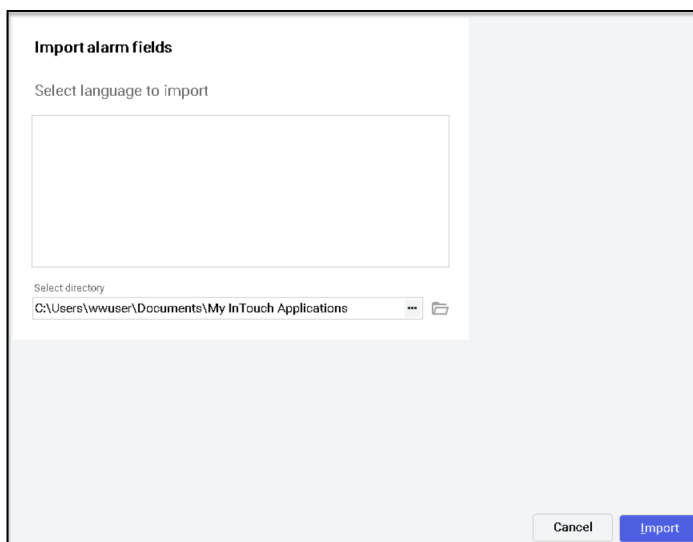 Import alarm fields
Select language to import
Select directory
C:\Users\wwuser\Documents\My InTouch Applications
Cancel
Import